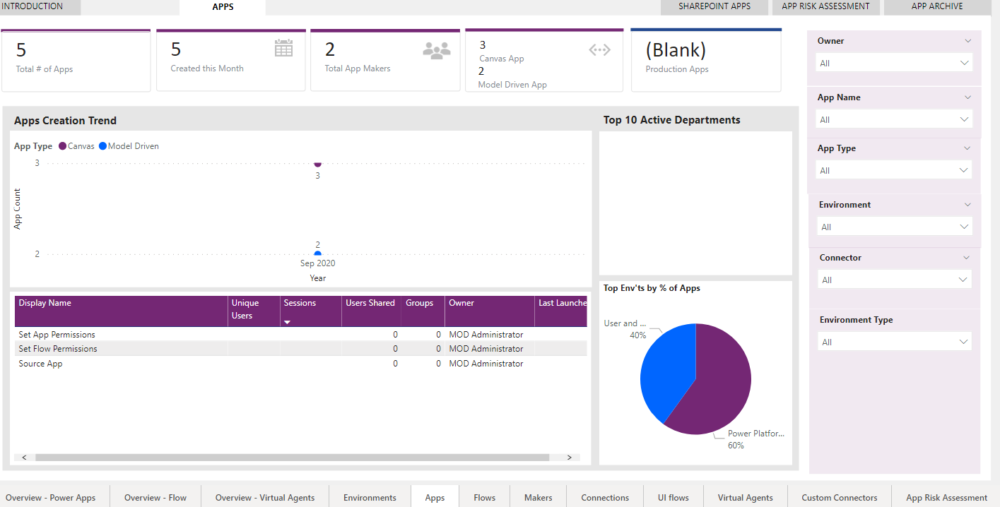 INTRODUCTION
APPS
SHAREPOINT APPS
APP RISK ASSESSMENT
APP ARCHIVE
5
Total # of Apps
5
Created this Month
2
Total App Makers
3
Canvas App
2
Model Driven App
(Blank)
Production Apps
Apps Creation Trend
App Type Canvas Model Driven
3
3
App Count
2
2
Sep 2020
Year
Display Name Unique Users Sessions Users Shared Groups Owner Last Launche
Set App Permissions 0 0 MOD Administrator
Set Flow Permissions 0 0 MOD Administrator
Source App 0 0 MOD Administrator
Top 10 Active Departments
Top Env'ts by % of Apps
User and ...
40%
Power Platfor...
60%
Owner
All
App Name
All
App Type
All
Environment
All
Connector
All
Environment Type
All
Overview - Power Apps
Overview - Flow
Overview - Virtual Agents
Environments
Apps
Flows
Makers
Connections
UI flows
Virtual Agents
Custom Connectors
App Risk Assessment